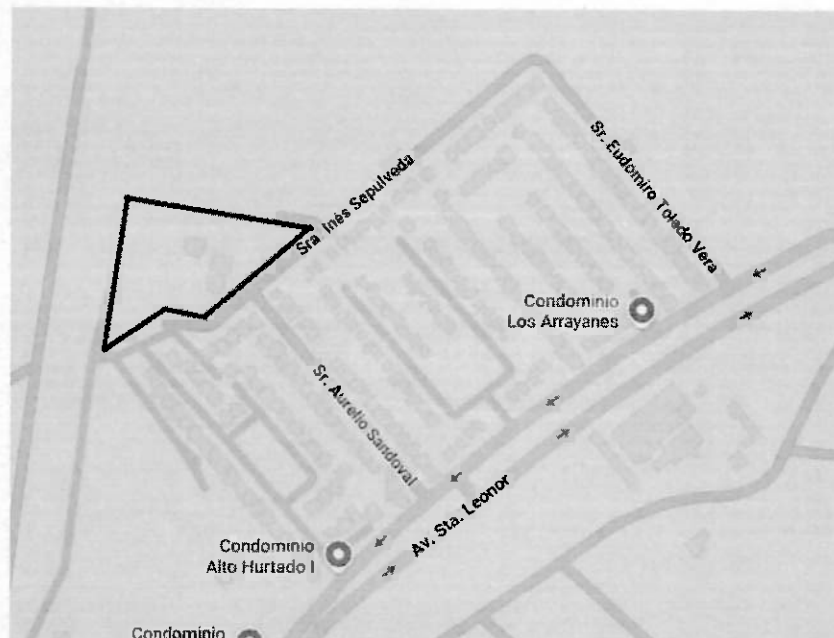 Sr. Eudomiro Toledo Vera
Sra. Inés Sepúlveda
Condominio
Los Arrayanes
Sr. Aurelio Sandoval
Av. Sta. Leonor
Condominio
Alto Hurtado I
Condominio